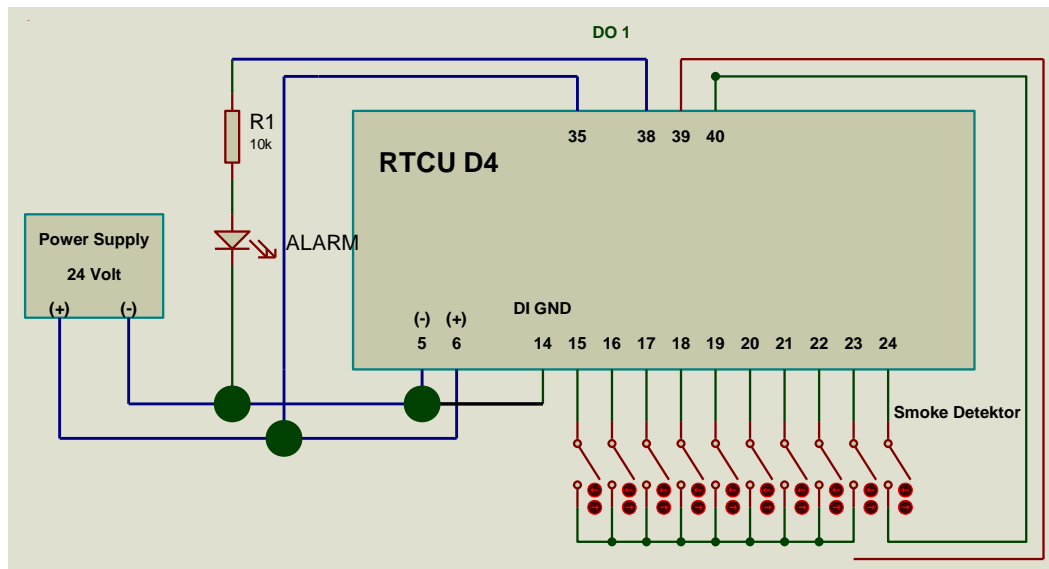 DO 1
R1
10k
35 38 39 40
RTCU D4
ALARM
Power Supply
24 Volt
(+) (-)
DI GND
(-) (+)
5 6 14 15 16 17 18 19 20 21 22 23 24
Smoke Detektor